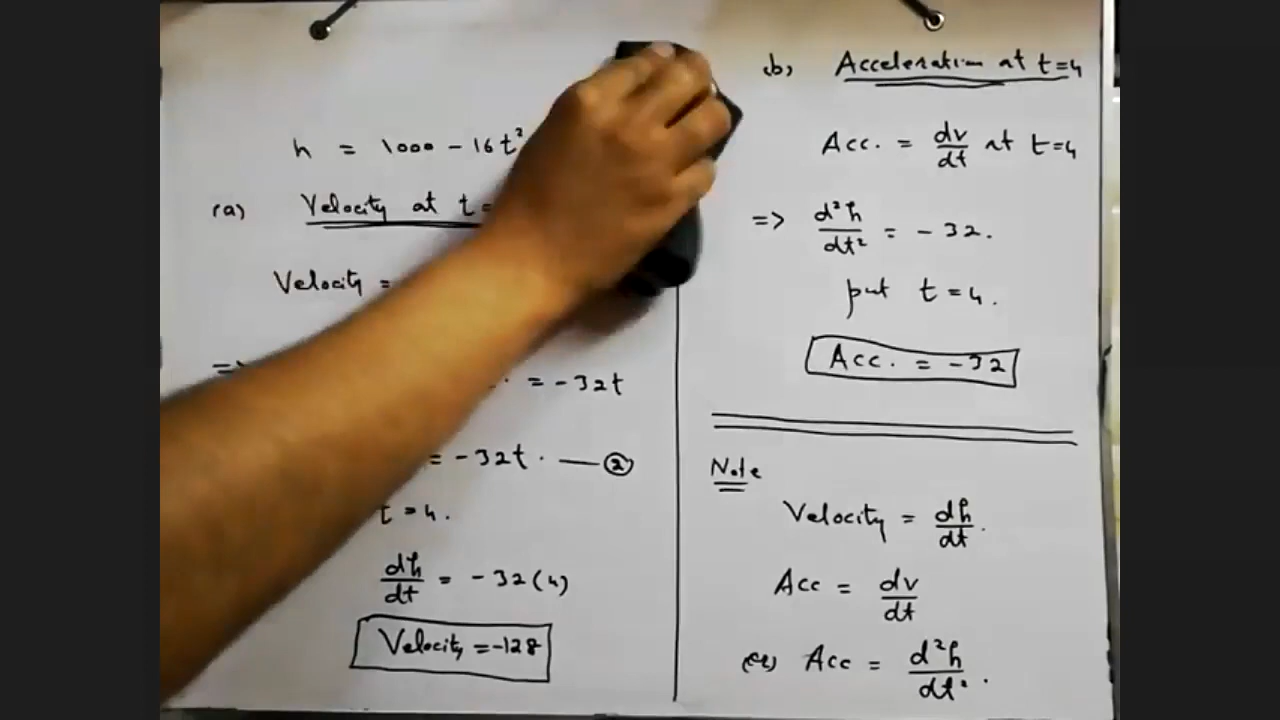 h = 1000 - 16t²
(a) Velocity at t=
Velocity =
=>
= -32t
= -32t. — ②
t = 4.
dh/dt = -32(4)
Velocity = -128
(b) Acceleration at t=4
Acc. = dv/dt at t=4
=> d²h/dt² = -32.
put t=4.
Acc. = -32
Note
Velocity = dh/dt.
Acc = dv/dt
(or) Acc = d²h/dt².